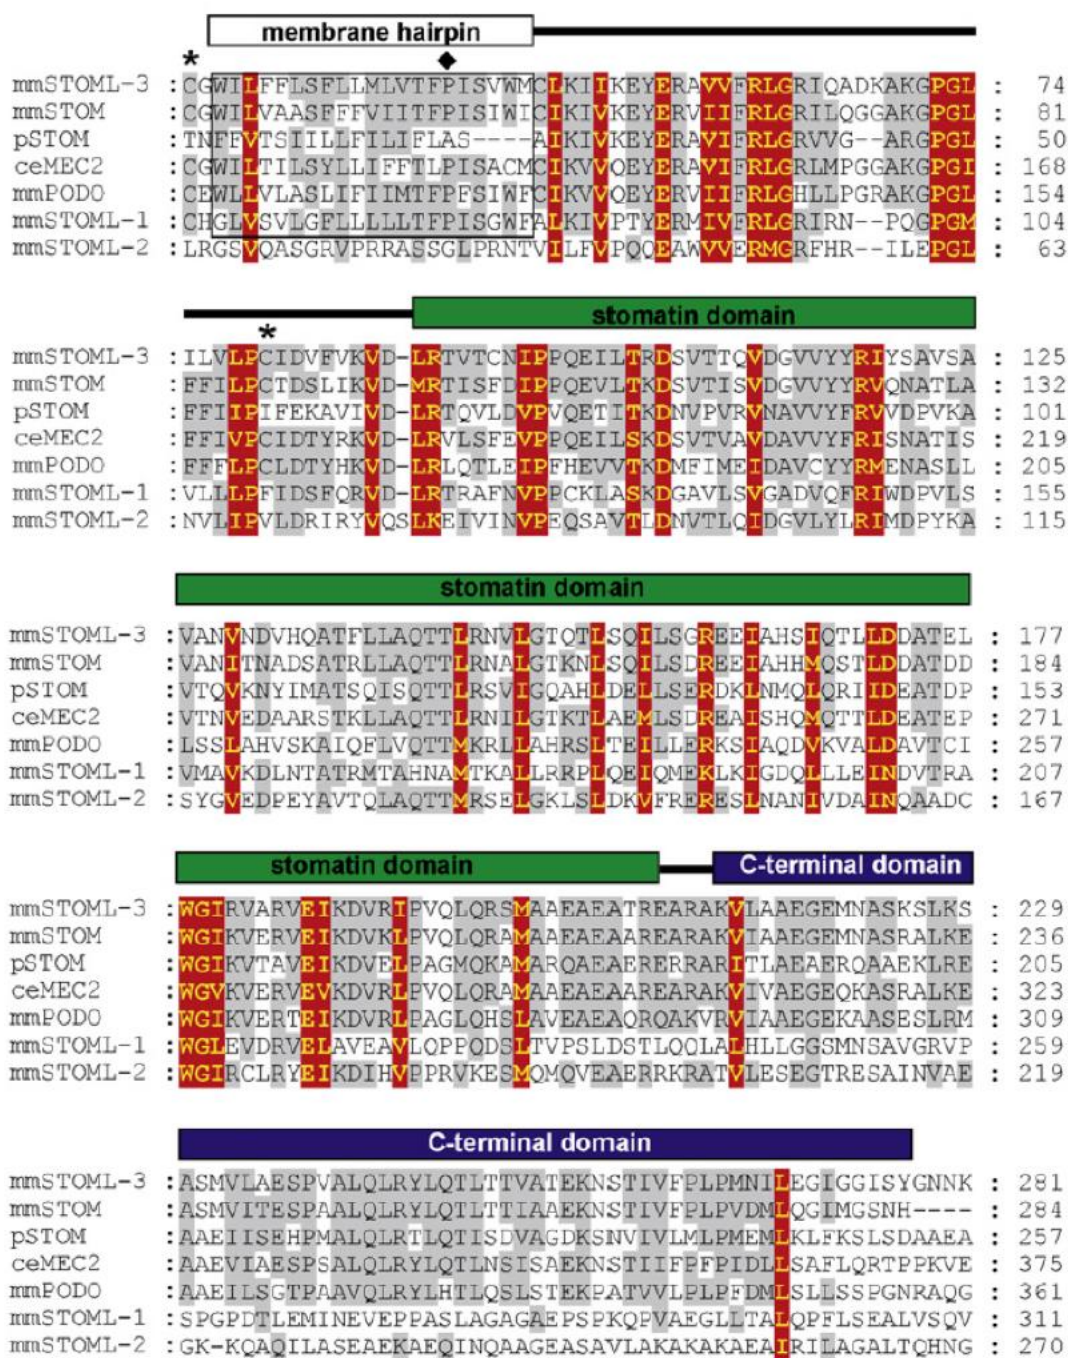 membrane hairpin
* ◆
mmSTOML-3 :CGWILFFLSFLLMLVTFPISVWMCLKIIKEYERAVVFRLGRIQADKAKGPGL : 74
mmSTOM :CGWILVAASFFFVIITFPISIWICIKIVKEYERVIIFRLGRILQGGAKGPGL : 81
pSTOM :TNFFVTSIILLFILIFLAS----AIKIVKEYERAVIFRLGRVVG--ARGPGL : 50
ceMEC2 :CGWILTILSYLLIFFTLPISACMCIKVVQEYERAVIFRLGRLMPGGAKGPGI : 168
mmPODO :CEWLLVLASLIFIIMTFPFSIWFCIKVVQEYERVIIFRLGHLLPGRAKGPGL : 154
mmSTOML-1 :CHGLVSVLGFLLLLLTFPISGWFALKIVPTYERMIVFRLGRIRN--PQGPGM : 104
mmSTOML-2 :LRGSVQASGRVPRRASSGLPRNTVILFVPQQEAWVVERMGRFHR--ILEPGL : 63
stomatin domain
*
mmSTOML-3 :ILVLPCIDVFVKVD-LRTVTCNIPPQEILTRDSVTTQVDGVVYYRIYSAVSA : 125
mmSTOM :FFILPCTDSLIKVD-MRTISFDIPPQEVLTKDSVTISVDGVVYYRVQNATLA : 132
pSTOM :FFIIPIFEKAVIVD-LRTQVLDVPVQETITKDNVPVRVNAVVYFRVVDPVKA : 101
ceMEC2 :FFIVPCIDTYRKVD-LRVLSFEVPPQEILSKDSVTVAVDAVVYYRISNATIS : 219
mmPODO :FFFLPCLDTYHKVD-LRLQTLEIPFHEVVTKDMFIMEIDAVCYYRMENASLL : 205
mmSTOML-1 :VLLLPFIDSFQRVD-LRTRAFNVPPCKLASKDGAVLSVGADVQFRIWDPVLS : 155
mmSTOML-2 :NVLIPVLDRIRYVQSLKEIVINVPEQSAVTLDNVTLQIDGVLYLRIMDPYKA : 115
stomatin domain
mmSTOML-3 :VANVNDVHQATFLLAQTTLRNVLGTQTLSQILSGREEIAHSIQTLLDDATEL : 177
mmSTOM :VANITNADSATRLLAQTTLRNALGTKNLSQILSDREEIAHHMQSTLDDATDD : 184
pSTOM :VTQVKNYIMATSQISQTTLRSVIGQAHLDELLSERDKLNMQLQRIIDEATDP : 153
ceMEC2 :VTNVEDAARSTKLLAQTTLRNILGTKTLAEMLSDREAISHQMQTTLDEATEP : 271
mmPODO :LSSLAHVSKAIQFLVQTTMKRLLAHRSLTEILLERKSIAQDVKVALDAVTCI : 257
mmSTOML-1 :VMAVKDLNTATRMTAHNAMTKALLRRPLQEIQMEKLKIGDQLLLEINDVTRA : 207
mmSTOML-2 :SYGVEDPEYAVTQLAQTTMRSELGKLSLDKVFRERESLNANIVDAINQAADC : 167
stomatin domain C-terminal domain
mmSTOML-3 :WGIRVARVEIKDVRIPVQLQRSMAAEAEATREARAKVLAAEGEMNASKSLKS : 229
mmSTOM :WGIKVERVEIKDVKLPVQLQRAMAAEAEAAREARAKVIAAEGEMNASRALKE : 236
pSTOM :WGIKVTAVEIKDVELPAGMQKAMARQAEAERERRARITLAEAERQAAEKLRE : 205
ceMEC2 :WGVKVERVEVKDVRLPVQLQRAMAAEAEAAREARAKVIVAEGEQKASRALKE : 323
mmPODO :WGIKVERTEIKDVRLPAGLQHSLAVEAEAQRQAKVRVIAAEGEKAASESLRM : 309
mmSTOML-1 :WGLEVDRVELAVEAVLQPPQDSLTVPSLDSTLQQLALHLLGGSMNSAVGRVP : 259
mmSTOML-2 :WGIRCLRYEIKDIHVPPRVKESMQMQVEAERRKRATVLESEGTRESAINVAE : 219
C-terminal domain
mmSTOML-3 :ASMVLAESPVALQLRYLQTLTTVATEKNSTIVFPLPMNILEGIGGISYGNNK : 281
mmSTOM :ASMVITESPAALQLRYLQTLTTIAAEKNSTIVFPLPVDMLQGIMGSNH---- : 284
pSTOM :AAEIISEHPMALQLRTLQTISDVAGDKSNVIVLMLPMEMLKLFKSLSDAAEA : 257
ceMEC2 :AAEVIAESPSALQLRYLQTLNSISAEKNSTIIFPFPIDLLSAFLQRTPPKVE : 375
mmPODO :AAEILSGTPAAVQLRYLHTLQSLSTEKPATVVLPLPFDMLSLLSSPGNRAQG : 361
mmSTOML-1 :SPGPDTLEMINEVEPPASLAGAGAEPSPKQPVAEGLLTALQPFLSEALVSQV : 311
mmSTOML-2 :GK-KQAQILASEAEKAEQINQAAGEASAVLAKAKAKAEAIRILAGALTQHNG : 270